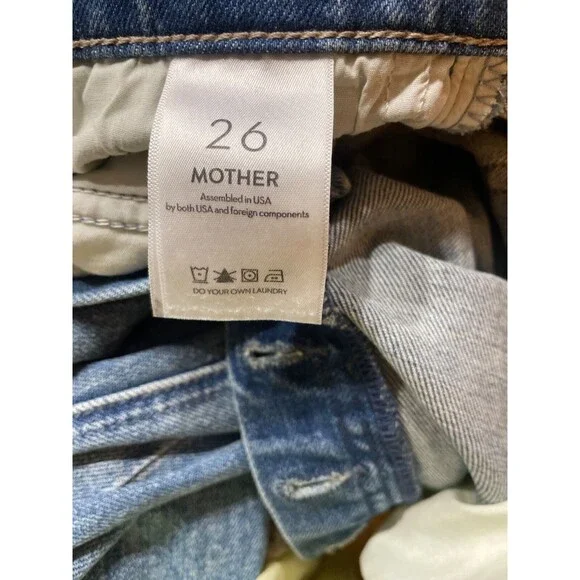 26
MOTHER
Assembled in USA
by both USA and foreign components
DO YOUR OWN LAUNDRY